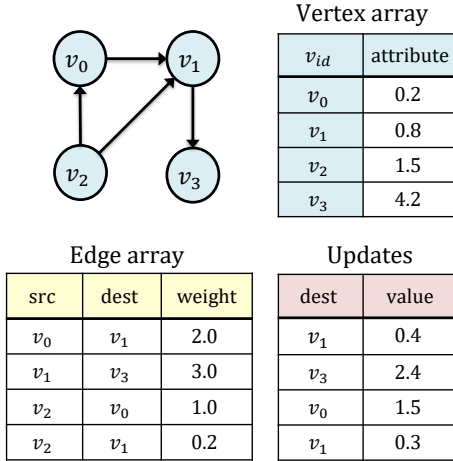 Vertex array
v0 v1
v2 v3
v_id attribute
v0 0.2
v1 0.8
v2 1.5
v3 4.2
Edge array
src dest weight
v0 v1 2.0
v1 v3 3.0
v2 v0 1.0
v2 v1 0.2
Updates
dest value
v1 0.4
v3 2.4
v0 1.5
v1 0.3